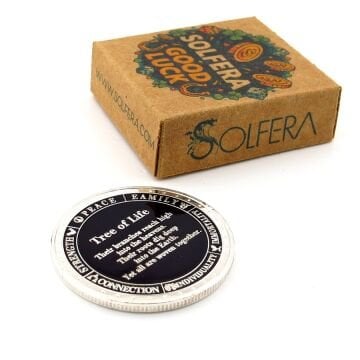 SOLFERA
GOOD
LUCK
WWW.SOLFERA.COM
SOLFERA
PEACE
FAMILY
IMMORTALITY
INDIVIDUALITY
CONNECTION
STRENGTH
Tree of Life
Their branches reach high
into the heavens.
Their roots dig deep
into the Earth.
Yet all are woven together.